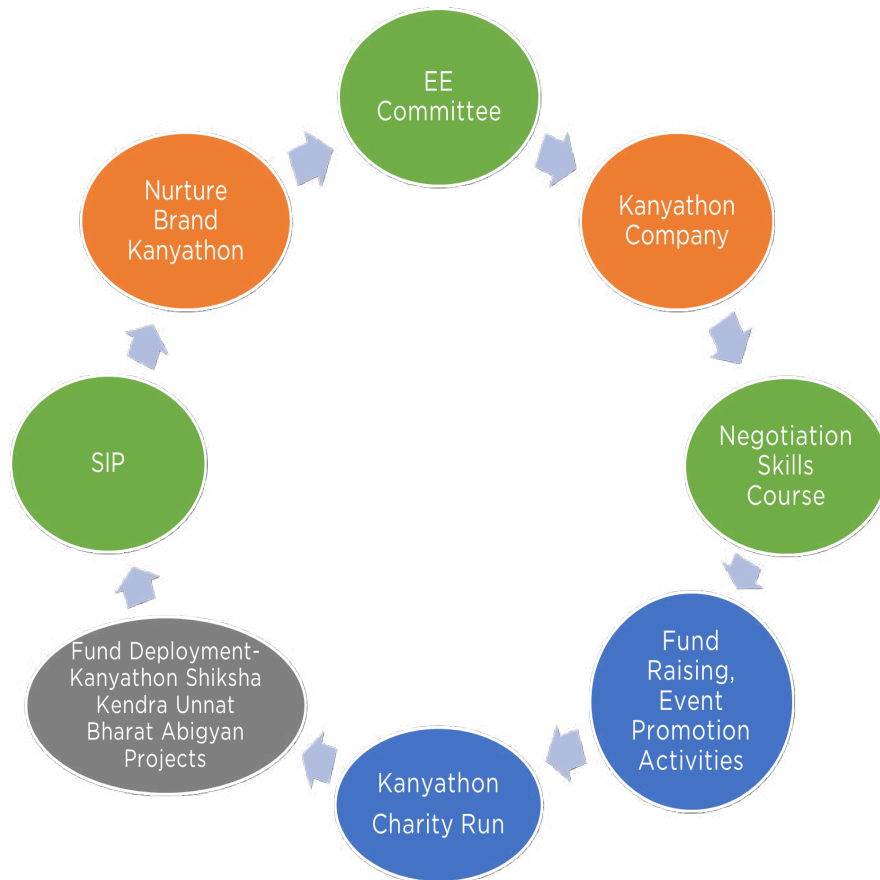 EE
Committee
Kanyathon
Company
Negotiation
Skills
Course
Fund
Raising,
Event
Promotion
Activities
Kanyathon
Charity Run
Fund Deployment-
Kanyathon Shiksha
Kendra Unnat
Bharat Abigyan
Projects
SIP
Nurture
Brand
Kanyathon